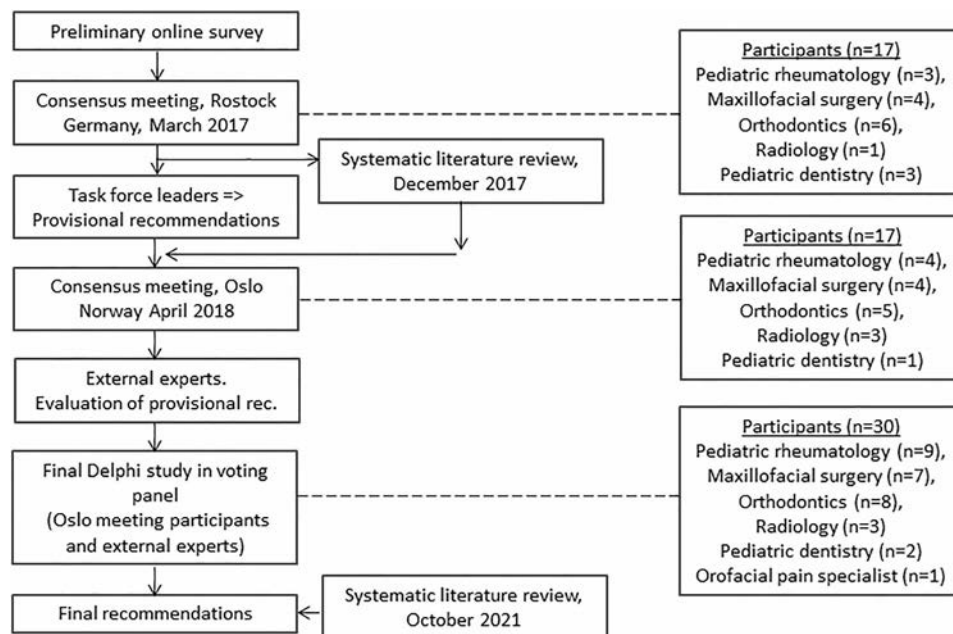 Preliminary online survey
Consensus meeting, Rostock
Germany, March 2017
Participants (n=17)
Pediatric rheumatology (n=3),
Maxillofacial surgery (n=4),
Orthodontics (n=6),
Radiology (n=1)
Pediatric dentistry (n=3)
Systematic literature review,
December 2017
Task force leaders =>
Provisional recommendations
Consensus meeting, Oslo
Norway April 2018
Participants (n=17)
Pediatric rheumatology (n=4),
Maxillofacial surgery (n=4),
Orthodontics (n=5),
Radiology (n=3)
Pediatric dentistry (n=1)
External experts.
Evaluation of provisional rec.
Final Delphi study in voting
panel
(Oslo meeting participants
and external experts)
Participants (n=30)
Pediatric rheumatology (n=9),
Maxillofacial surgery (n=7),
Orthodontics (n=8),
Radiology (n=3)
Pediatric dentistry (n=2)
Orofacial pain specialist (n=1)
Final recommendations
Systematic literature review,
October 2021